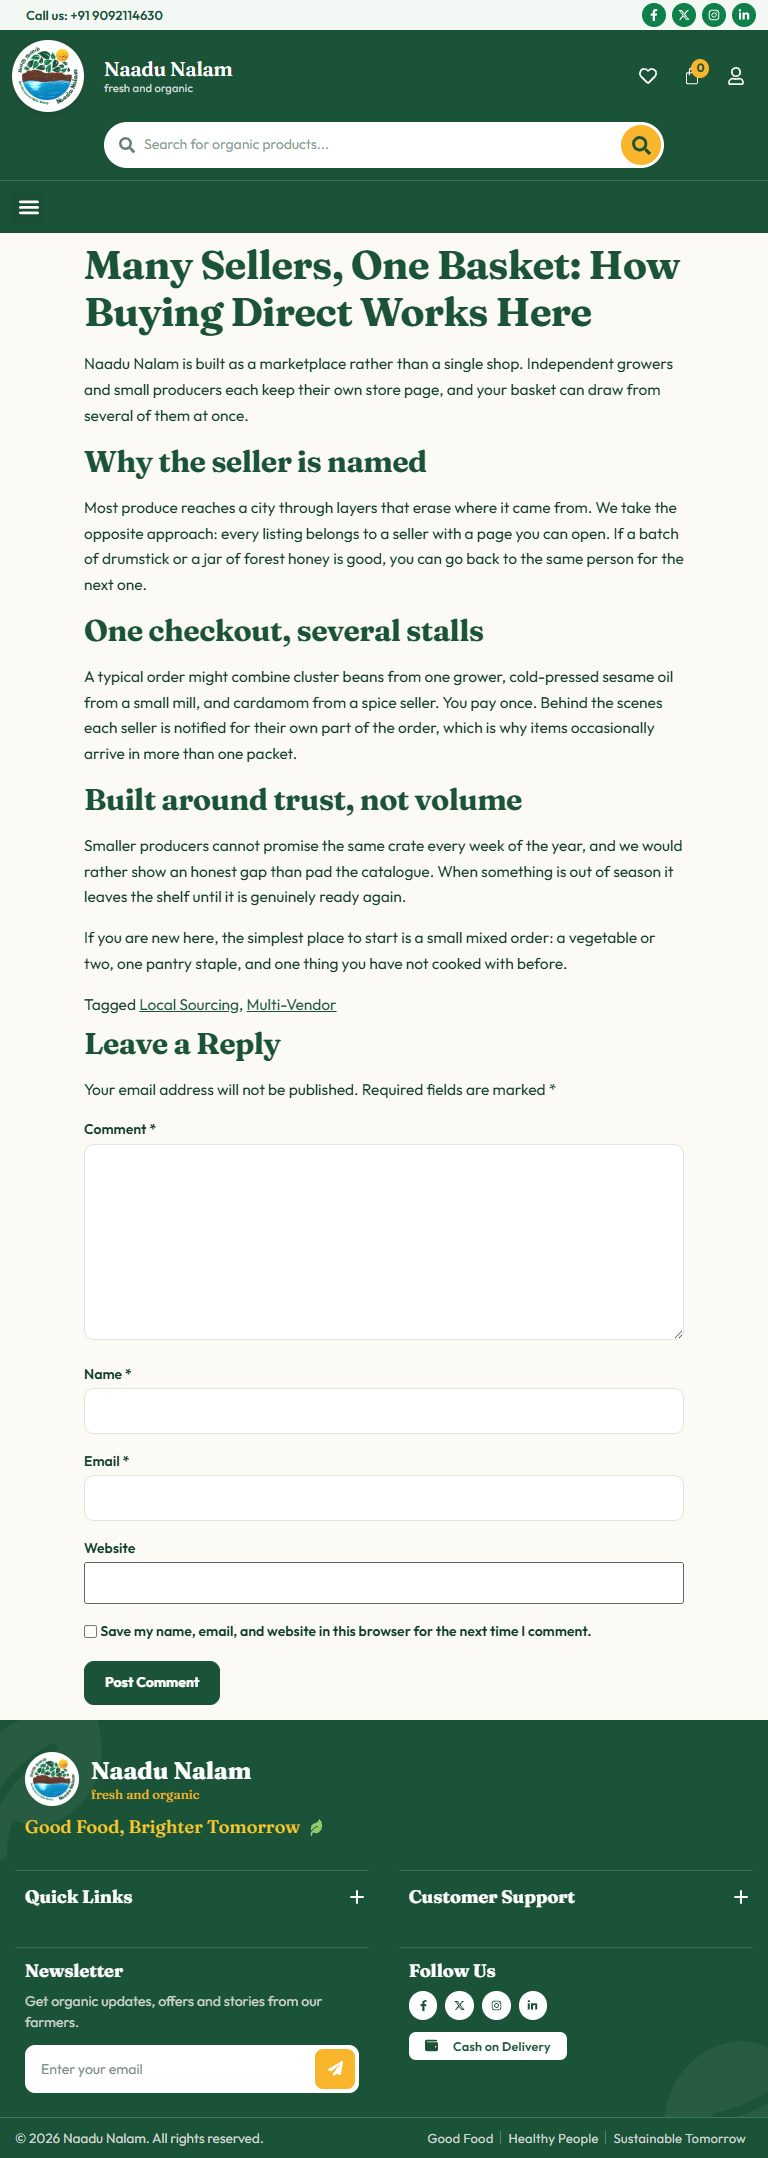 Call us: +91 9092114630
Naadu Nalam
fresh and organic
0
Search for organic products...
Many Sellers, One Basket: How
Buying Direct Works Here
Naadu Nalam is built as a marketplace rather than a single shop. Independent growers
and small producers each keep their own store page, and your basket can draw from
several of them at once.
Why the seller is named
Most produce reaches a city through layers that erase where it came from. We take the
opposite approach: every listing belongs to a seller with a page you can open. If a batch
of drumstick or a jar of forest honey is good, you can go back to the same person for the
next one.
One checkout, several stalls
A typical order might combine cluster beans from one grower, cold-pressed sesame oil
from a small mill, and cardamom from a spice seller. You pay once. Behind the scenes
each seller is notified for their own part of the order, which is why items occasionally
arrive in more than one packet.
Built around trust, not volume
Smaller producers cannot promise the same crate every week of the year, and we would
rather show an honest gap than pad the catalogue. When something is out of season it
leaves the shelf until it is genuinely ready again.
If you are new here, the simplest place to start is a small mixed order: a vegetable or
two, one pantry staple, and one thing you have not cooked with before.
Tagged Local Sourcing, Multi-Vendor
Leave a Reply
Your email address will not be published. Required fields are marked *
Comment *
Name *
Email *
Website
Save my name, email, and website in this browser for the next time I comment.
Post Comment
Naadu Nalam
fresh and organic
Good Food, Brighter Tomorrow
Quick Links
Customer Support
Newsletter
Get organic updates, offers and stories from our
farmers.
Enter your email
Follow Us
Cash on Delivery
© 2026 Naadu Nalam. All rights reserved.
Good Food | Healthy People | Sustainable Tomorrow